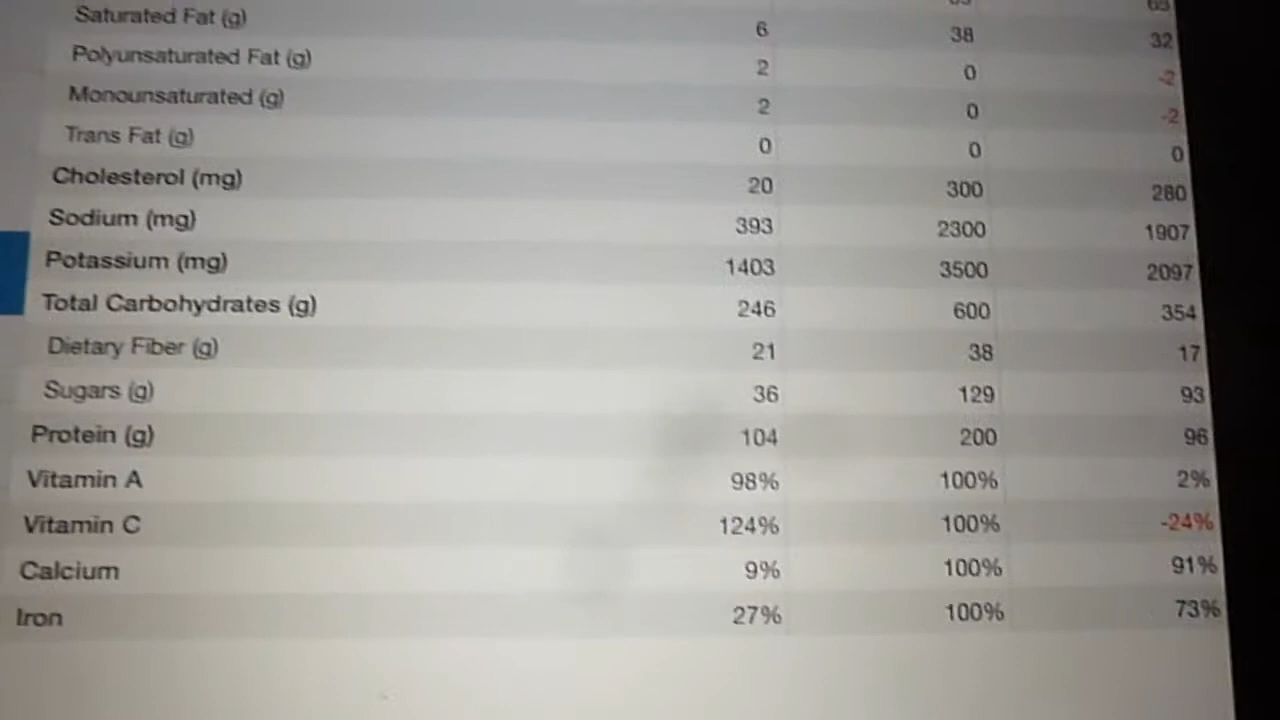 65
Saturated Fat (g) 6 38 32
Polyunsaturated Fat (g) 2 0 -2
Monounsaturated (g) 2 0 -2
Trans Fat (g) 0 0 0
Cholesterol (mg) 20 300 280
Sodium (mg) 393 2300 1907
Potassium (mg) 1403 3500 2097
Total Carbohydrates (g) 246 600 354
Dietary Fiber (g) 21 38 17
Sugars (g) 36 129 93
Protein (g) 104 200 96
Vitamin A 98% 100% 2%
Vitamin C 124% 100% -24%
Calcium 9% 100% 91%
Iron 27% 100% 73%